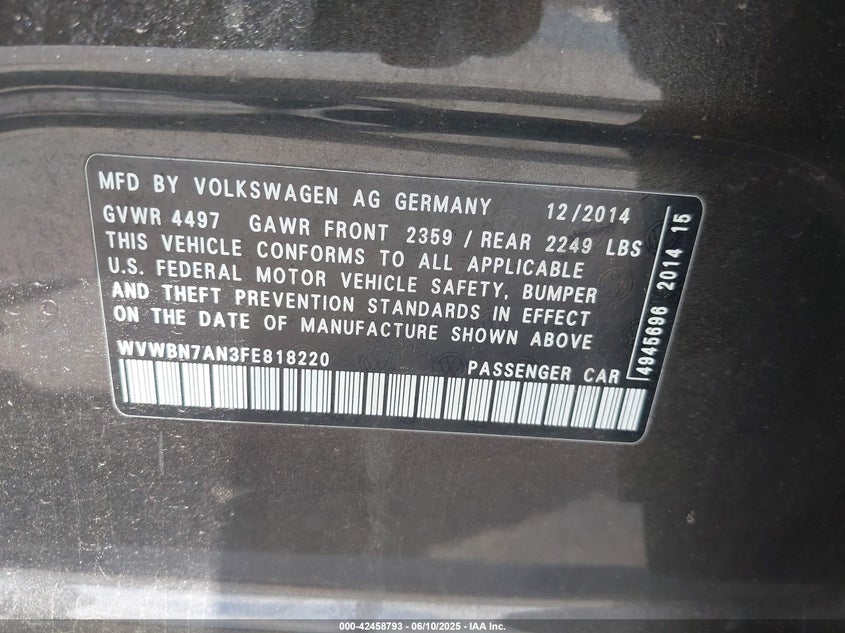 MFD BY VOLKSWAGEN AG GERMANY 12/2014
GVWR 4497 GAWR FRONT 2359 / REAR 2249 LBS
THIS VEHICLE CONFORMS TO ALL APPLICABLE
U.S. FEDERAL MOTOR VEHICLE SAFETY, BUMPER
AND THEFT PREVENTION STANDARDS IN EFFECT
ON THE DATE OF MANUFACTURE SHOWN ABOVE
WVWBN7AN3FE818220 PASSENGER CAR
4945696 2014 15
000-42458793 - 06/10/2025 - IAA Inc.